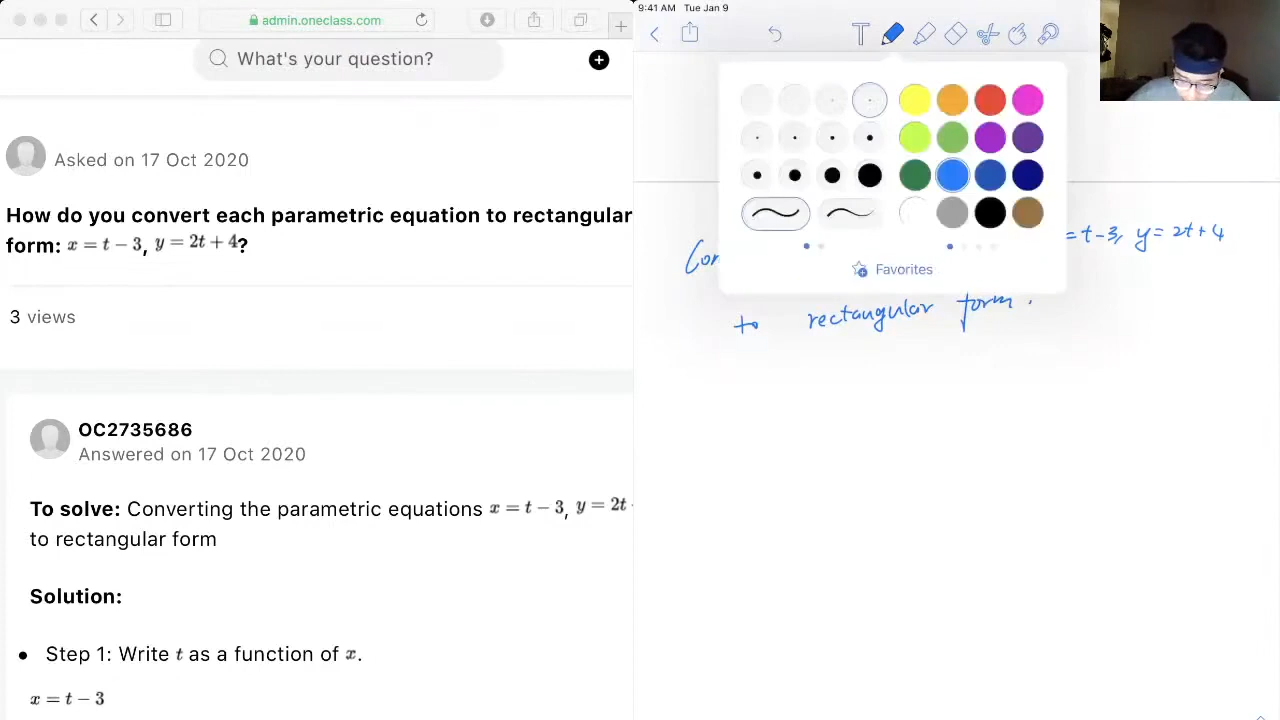 admin.oneclass.com
What's your question?
Asked on 17 Oct 2020
How do you convert each parametric equation to rectangular
form: x = t − 3, y = 2t + 4?
3 views
OC2735686
Answered on 17 Oct 2020
To solve: Converting the parametric equations x = t − 3, y = 2t
to rectangular form
Solution:
• Step 1: Write t as a function of x.
x = t − 3
9:41 AM Tue Jan 9
T
Favorites
= t-3, y = 2t+4
to rectangular form.